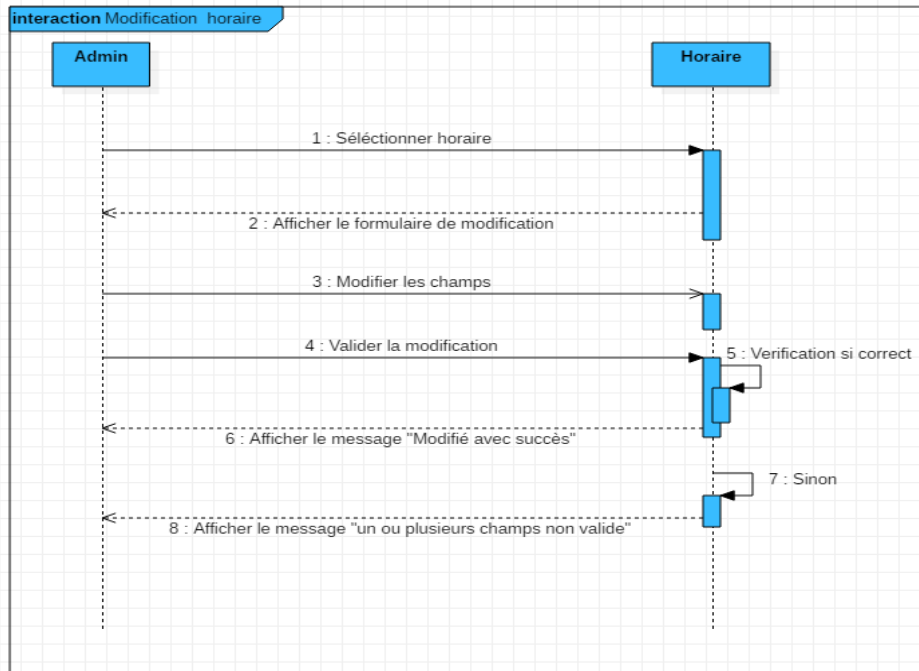 interaction Modification horaire
Admin
Horaire
1 : Séléctionner horaire
2 : Afficher le formulaire de modification
3 : Modifier les champs
4 : Valider la modification
5 : Verification si correct
6 : Afficher le message "Modifié avec succès"
7 : Sinon
8 : Afficher le message "un ou plusieurs champs non valide"